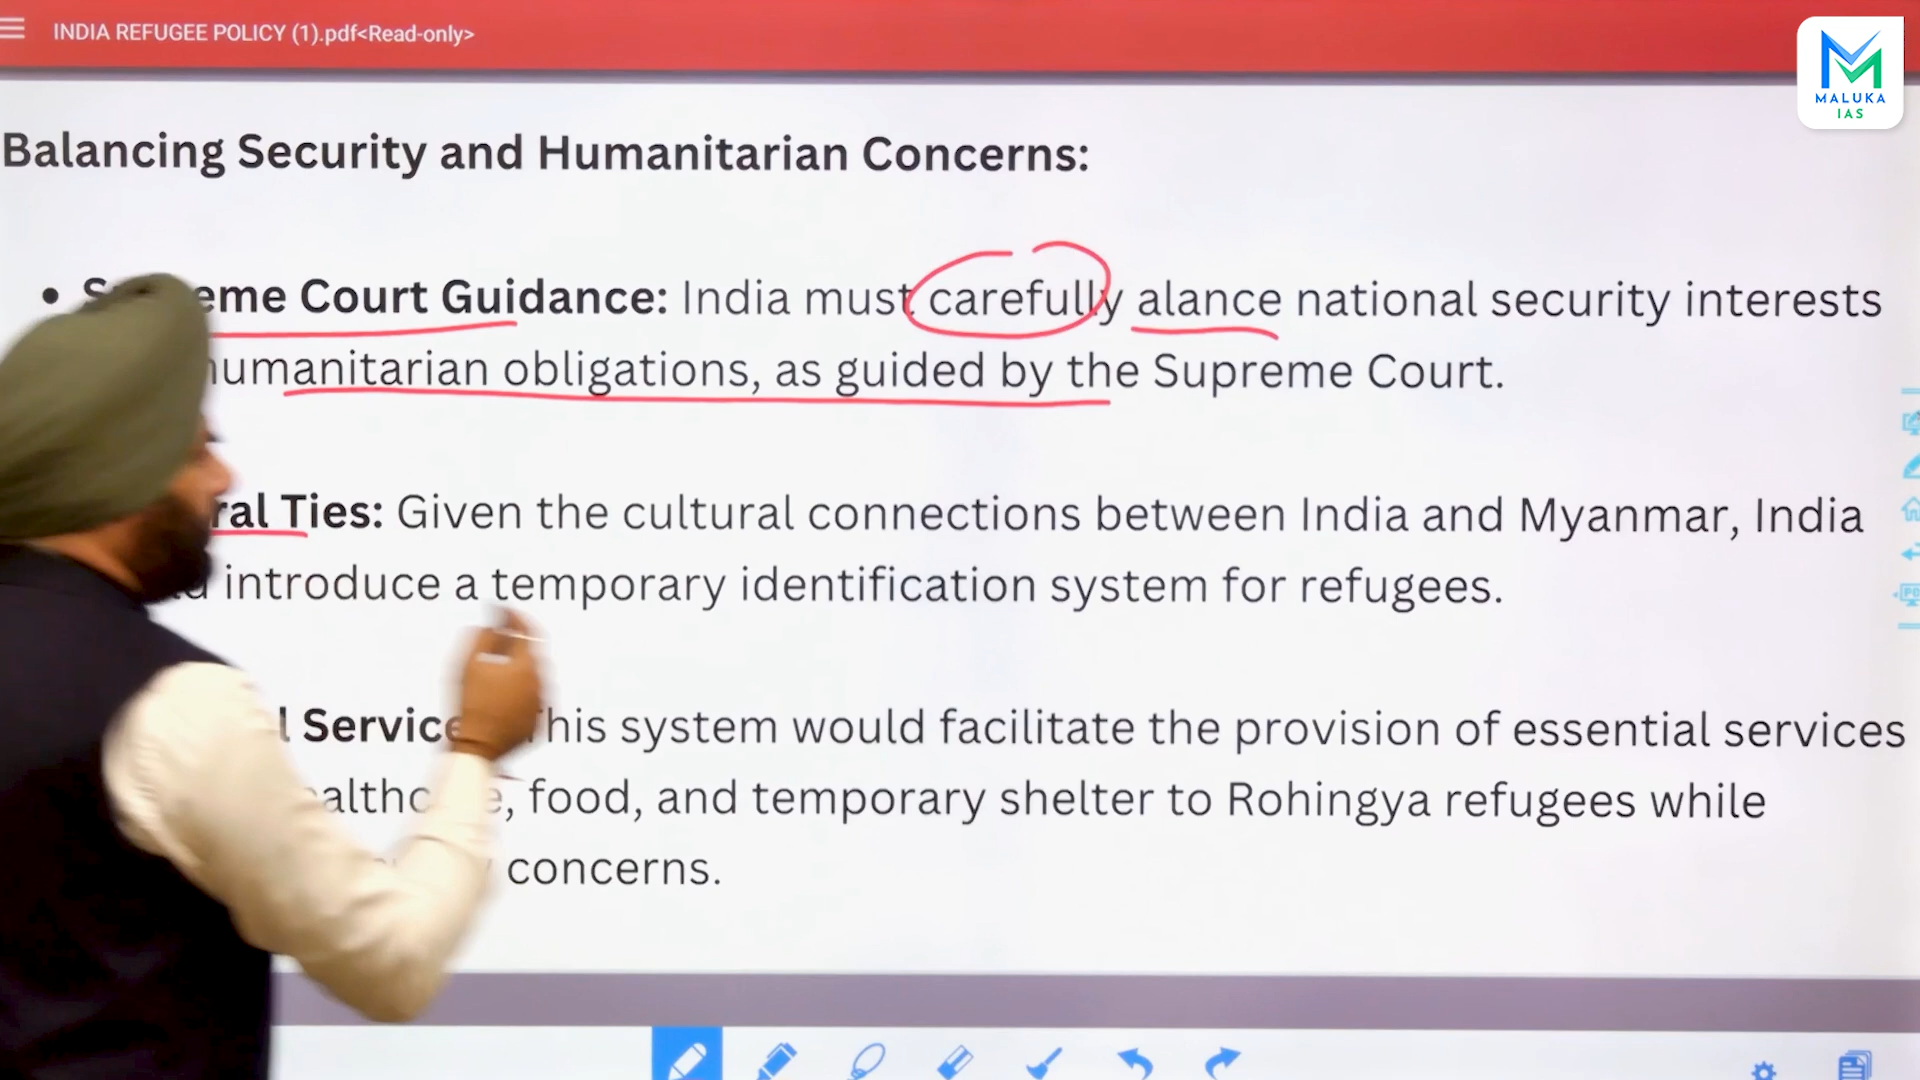 INDIA REFUGEE POLICY (1).pdf<Read-only>
MALUKA
IAS
Balancing Security and Humanitarian Concerns:
• Supreme Court Guidance: India must carefully alance national security interests
humanitarian obligations, as guided by the Supreme Court.
Ties: Given the cultural connections between India and Myanmar, India
introduce a temporary identification system for refugees.
Service This system would facilitate the provision of essential services
healthcare, food, and temporary shelter to Rohingya refugees while
concerns.